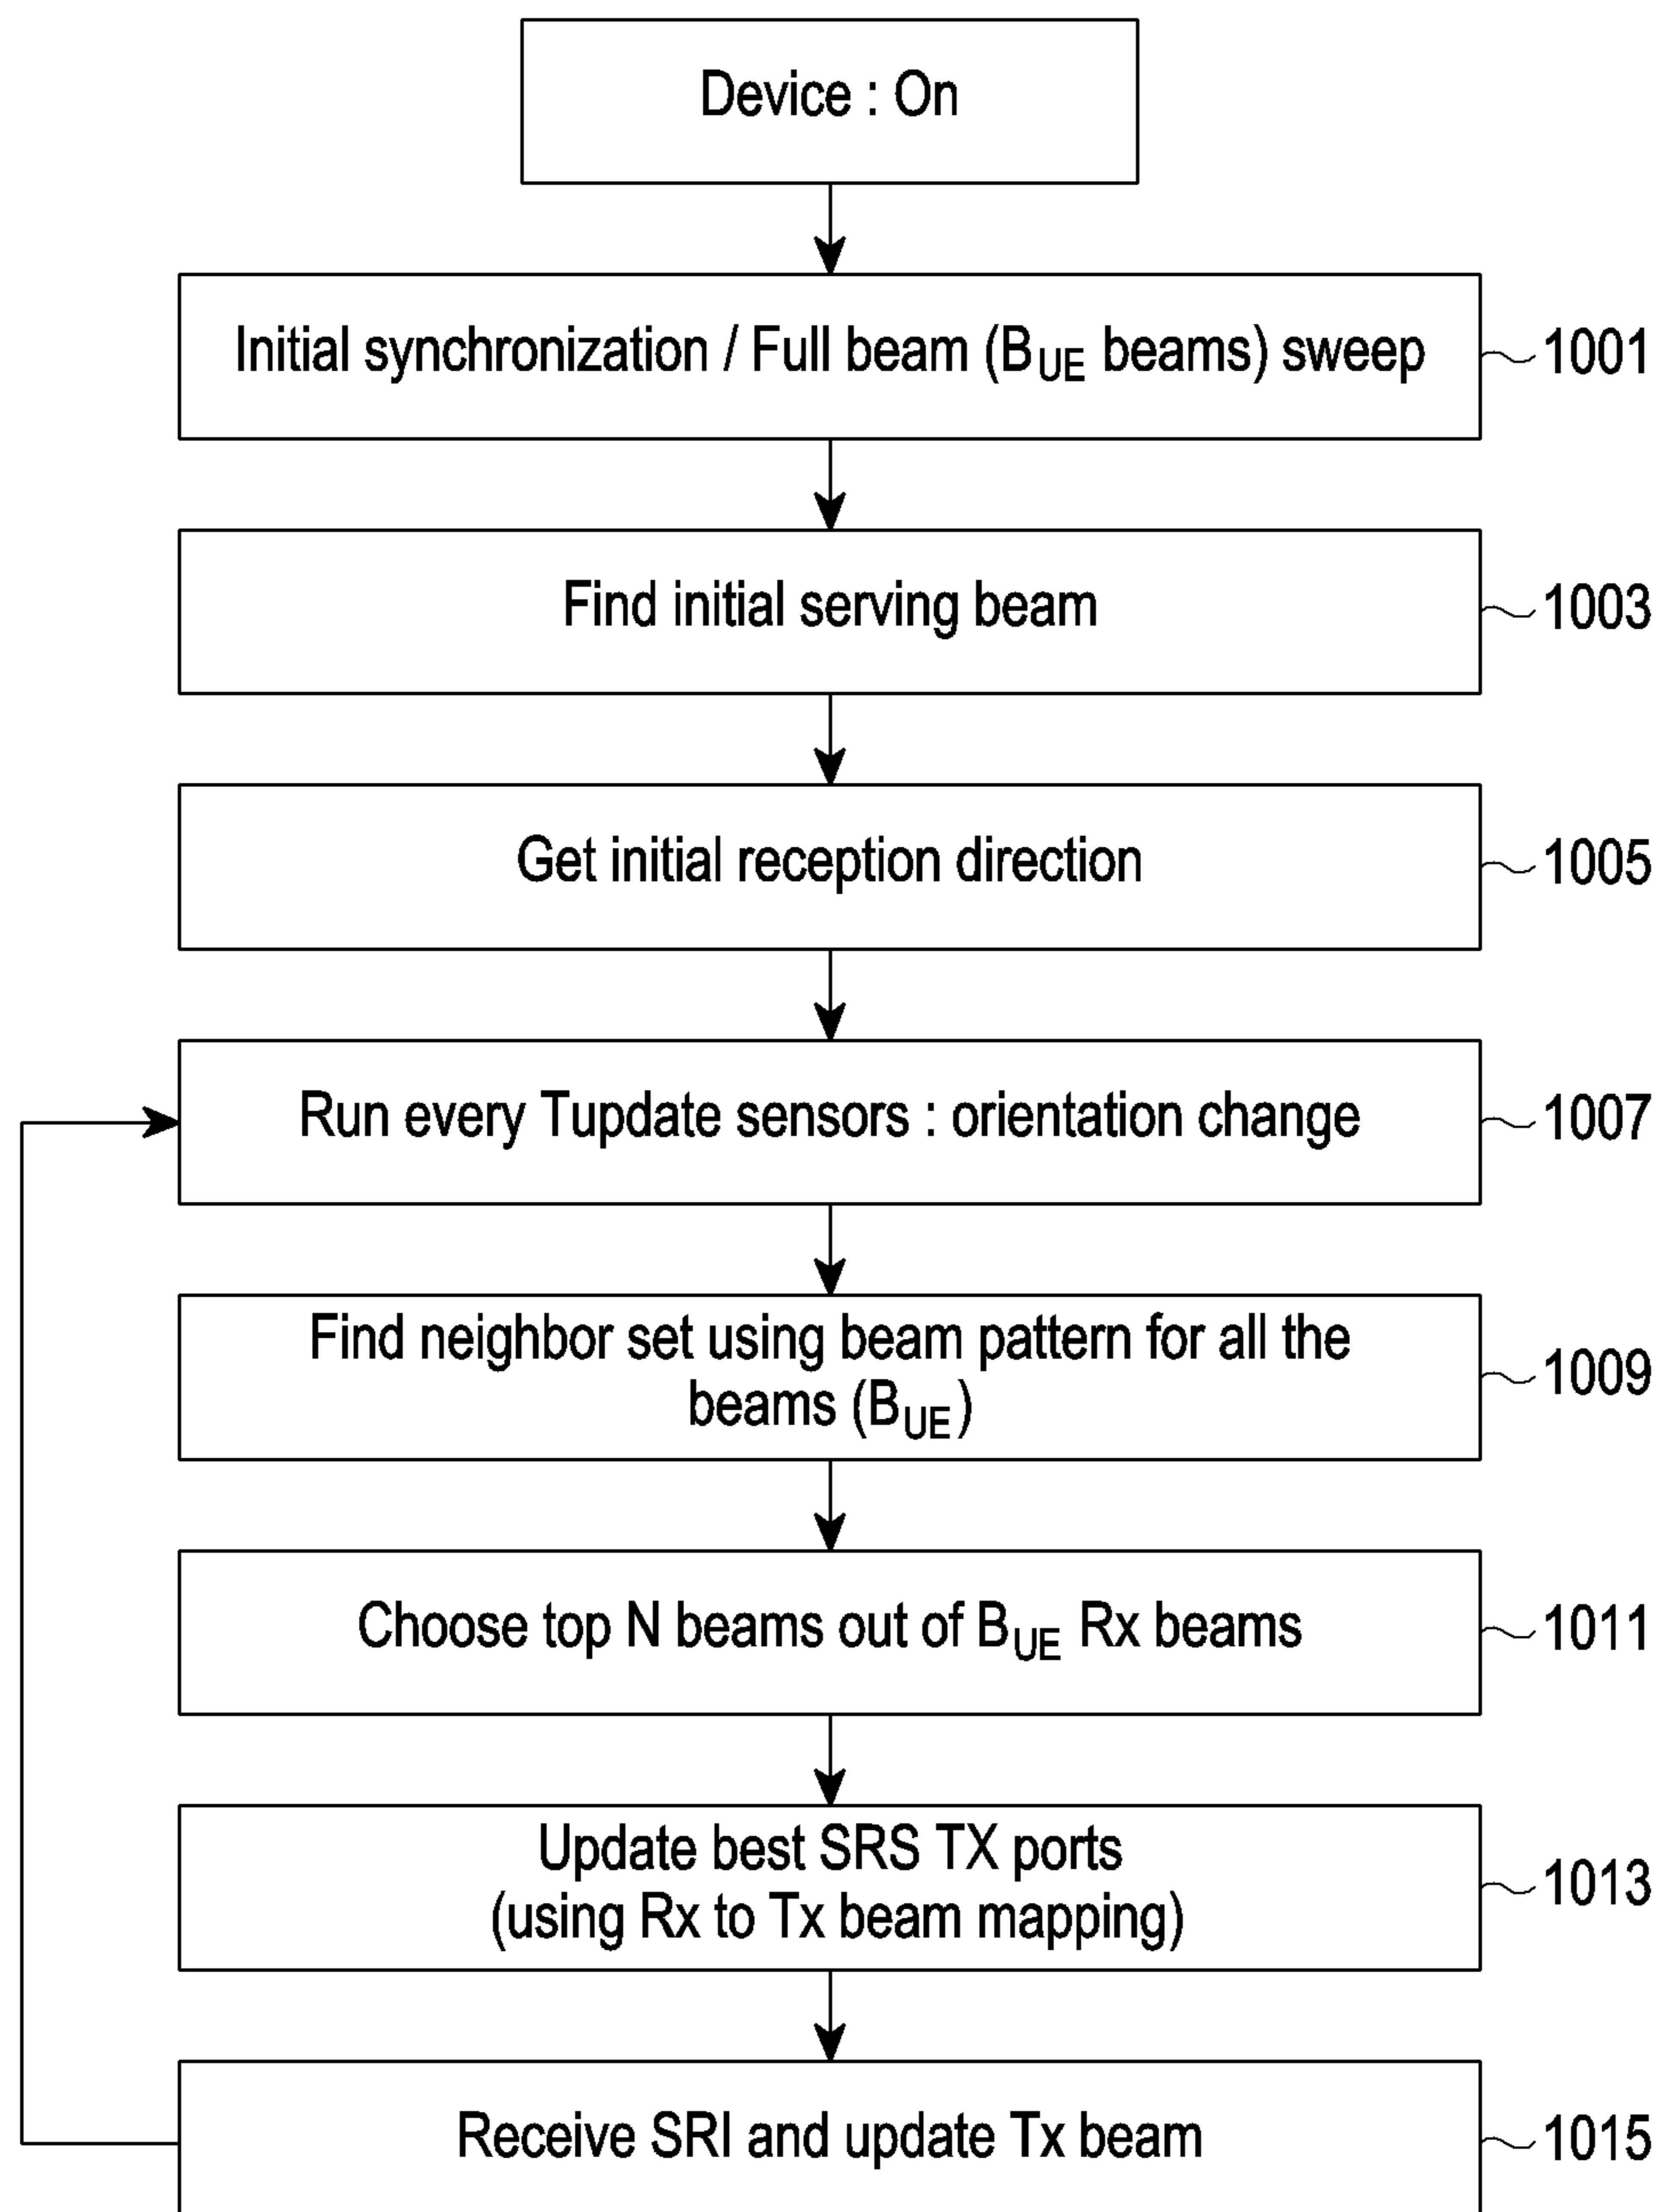 Device : On
Initial synchronization / Full beam (BUE beams) sweep
1001
Find initial serving beam
1003
Get initial reception direction
1005
Run every Tupdate sensors : orientation change
1007
Find neighbor set using beam pattern for all the
beams (BUE)
1009
Choose top N beams out of BUE Rx beams
1011
Update best SRS TX ports
(using Rx to Tx beam mapping)
1013
Receive SRI and update Tx beam
1015